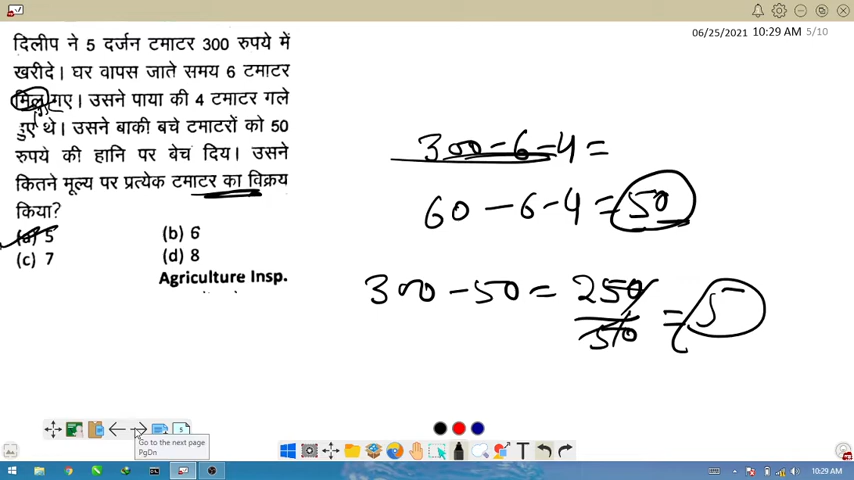 06/25/2021
10:29 AM 5/10
दिलीप ने 5 दर्जन टमाटर 300 रुपये में
खरीदे। घर वापस जाते समय 6 टमाटर
गए। उसने पाया की 4 टमाटर गले
हुए थे। उसने बाकी बचे टमाटरों को 50
रुपये की हानि पर बेच दिय। उसने
कितने मूल्य पर प्रत्येक टमाटर का विक्रय
किया?
(a) 5 (b) 6
(c) 7 (d) 8
Agriculture Insp.
300-6-4=
60-6-4=50
300-50=250/50=5
5
Go to the next page
PgDn
T
10:29 AM